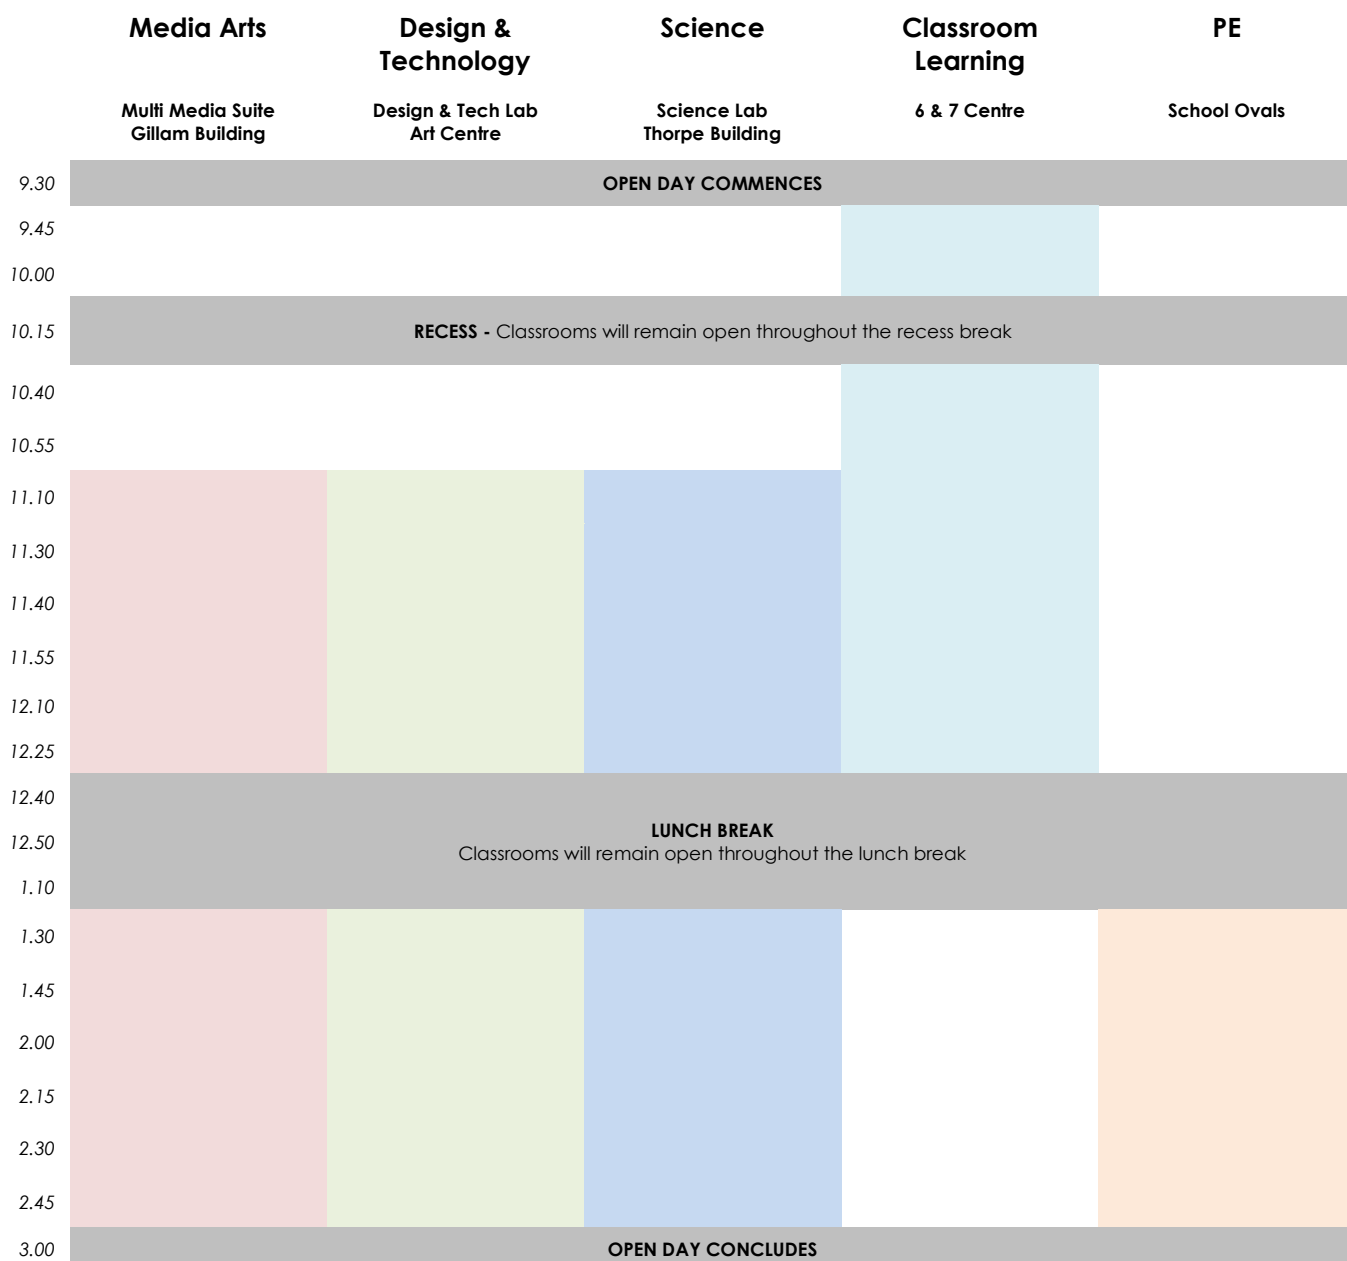 Media Arts
Design &
Technology
Science
Classroom
Learning
PE
Multi Media Suite
Gillam Building
Design & Tech Lab
Art Centre
Science Lab
Thorpe Building
6 & 7 Centre
School Ovals
9.30
OPEN DAY COMMENCES
9.45
10.00
10.15
RECESS - Classrooms will remain open throughout the recess break
10.40
10.55
11.10
11.30
11.40
11.55
12.10
12.25
12.40
12.50
LUNCH BREAK
Classrooms will remain open throughout the lunch break
1.10
1.30
1.45
2.00
2.15
2.30
2.45
3.00
OPEN DAY CONCLUDES